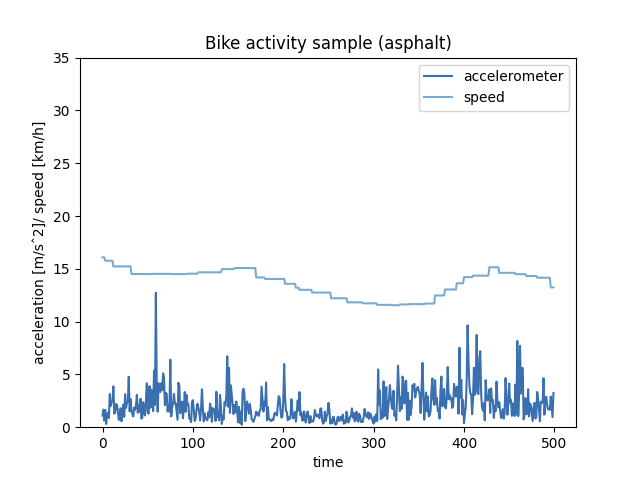 Bike activity sample (asphalt)
accelerometer
speed
35
30
25
20
15
10
5
0
acceleration [m/sˆ2]/ speed [km/h]
0 100 200 300 400 500
time